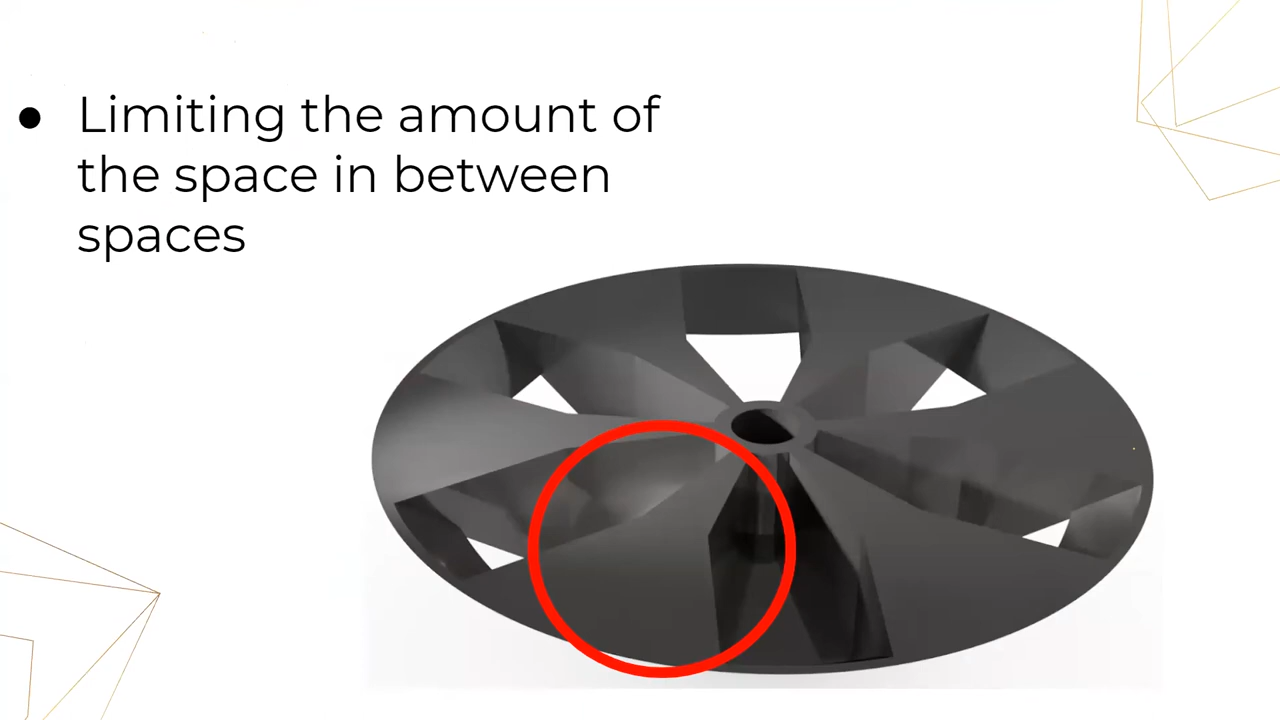 ● Limiting the amount of
the space in between
spaces